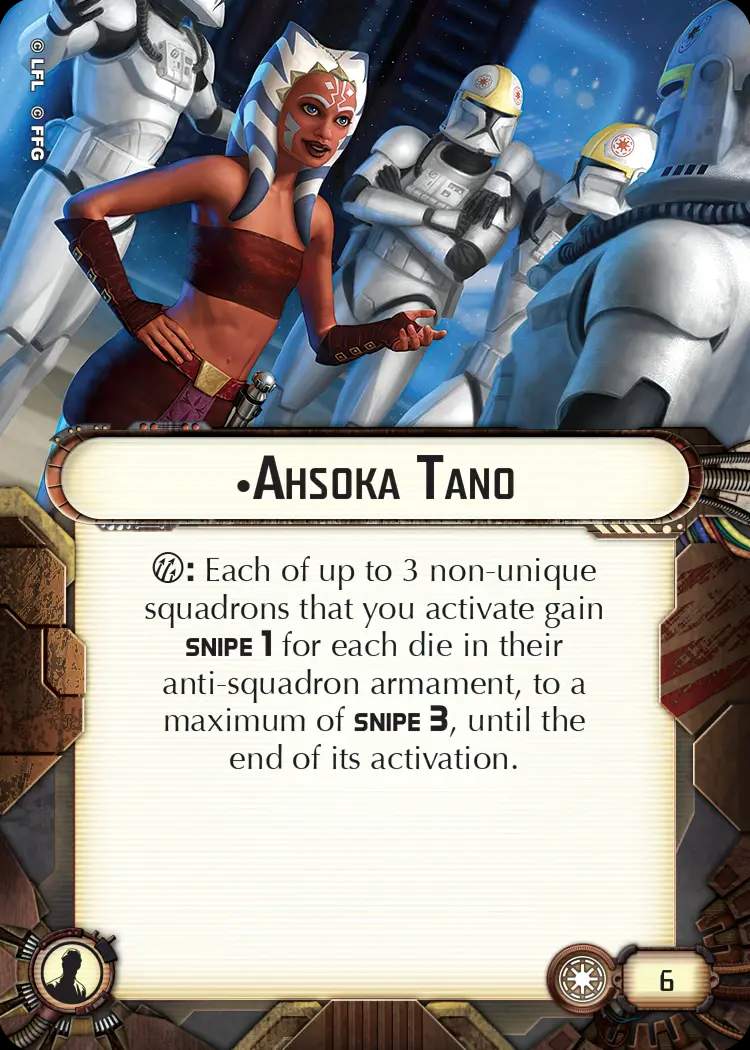 © LFL © FFG
•Ahsoka Tano
: Each of up to 3 non-unique
squadrons that you activate gain
SNIPE 1 for each die in their
anti-squadron armament, to a
maximum of SNIPE 3, until the
end of its activation.
6